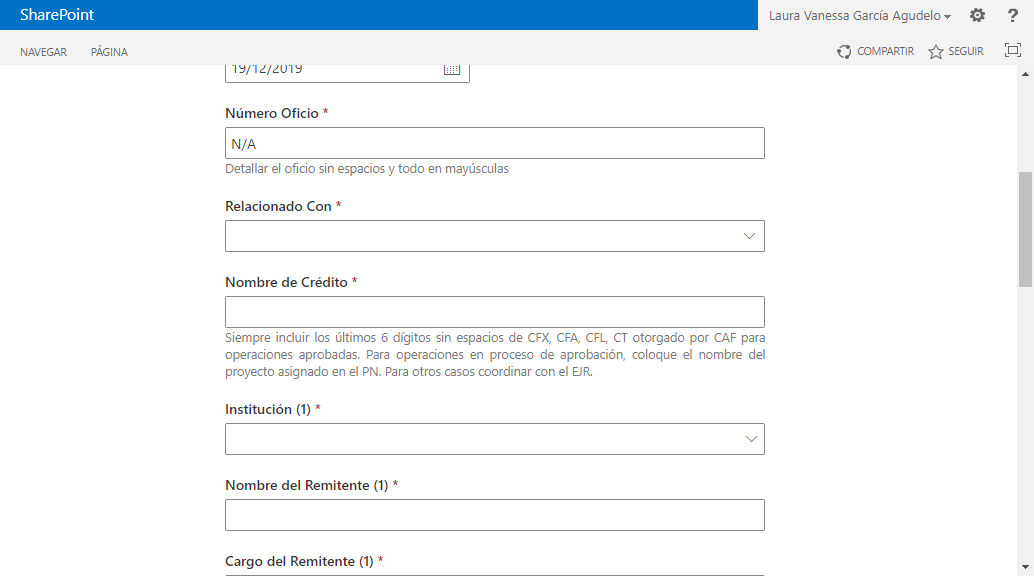 SharePoint
Laura Vanessa García Agudelo
?
NAVEGAR PÁGINA
COMPARTIR SEGUIR
19/12/2019
Número Oficio *
N/A
Detallar el oficio sin espacios y todo en mayúsculas
Relacionado Con *
Nombre de Crédito *
Siempre incluir los últimos 6 dígitos sin espacios de CFX, CFA, CFL, CT otorgado por CAF para
operaciones aprobadas. Para operaciones en proceso de aprobación, coloque el nombre del
proyecto asignado en el PN. Para otros casos coordinar con el EJR.
Institución (1) *
Nombre del Remitente (1) *
Cargo del Remitente (1) *